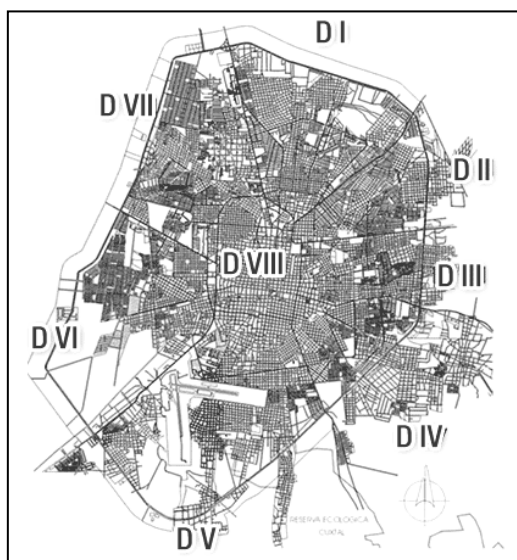 D I
D VII
D II
D VIII
D III
D VI
D IV
RESERVA ECOLOGICA
CUXTAL
D V